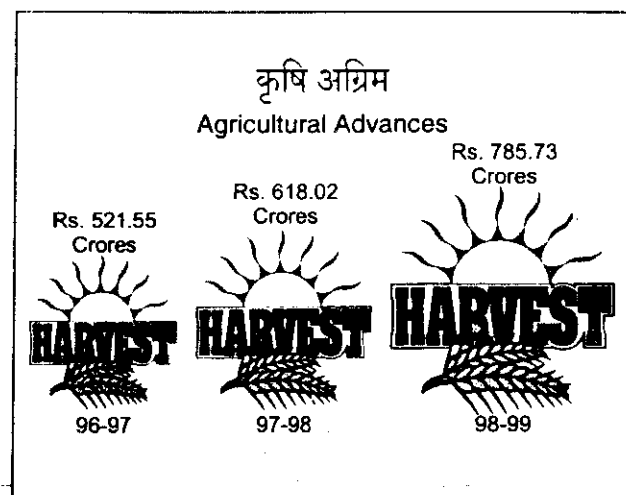 कृषि अग्रिम
Agricultural Advances
Rs. 521.55
Crores
HARVEST
96-97
Rs. 618.02
Crores
HARVEST
97-98
Rs. 785.73
Crores
HARVEST
98-99